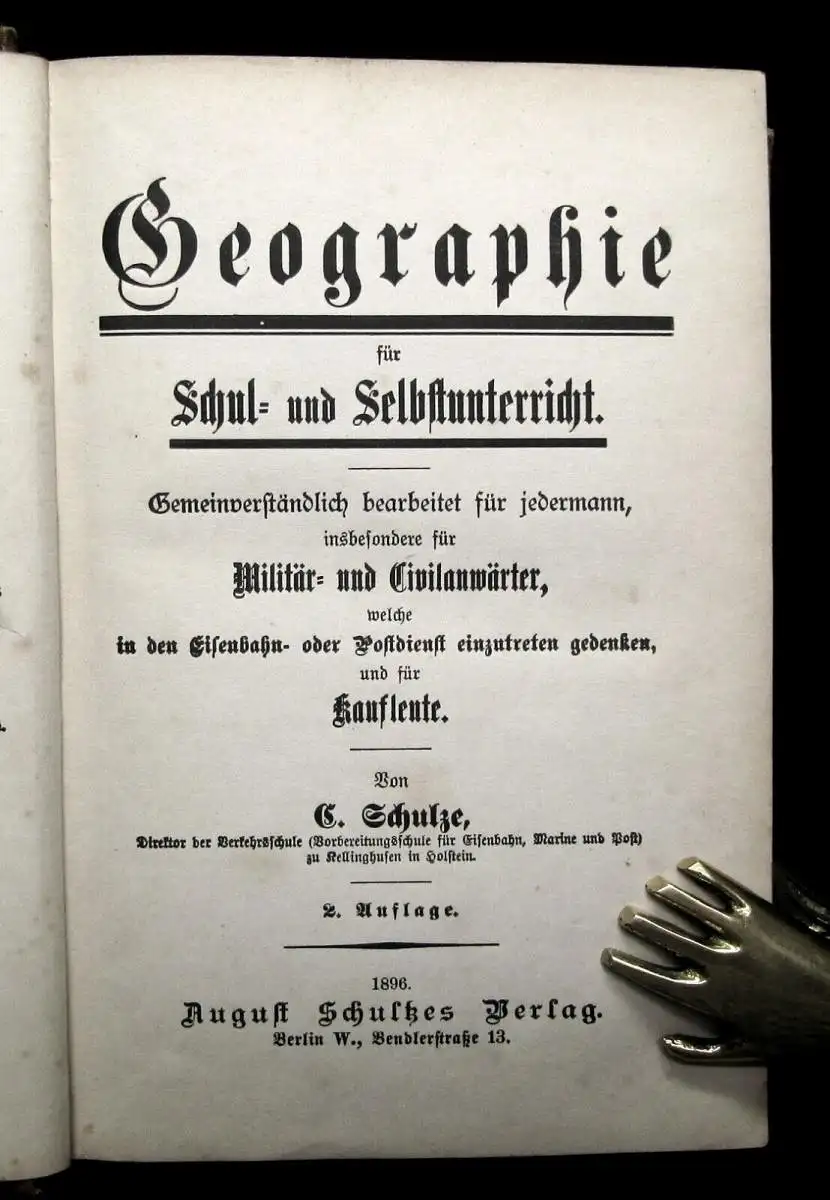 Geographie
für
Schul- und Selbstunterricht.
Gemeinverständlich bearbeitet für jedermann,
insbesondere für
Militär- und Civilanwärter,
welche
in den Eisenbahn- oder Postdienst einzutreten gedenken,
und für
Kaufleute.
Von
C. Schulze,
Direktor der Verkehrsschule (Vorbereitungsschule für Eisenbahn, Marine und Post)
zu Kellinghusen in Holstein.
2. Auflage.
1896.
August Schultzes Verlag.
Berlin W., Bendlerstraße 13.